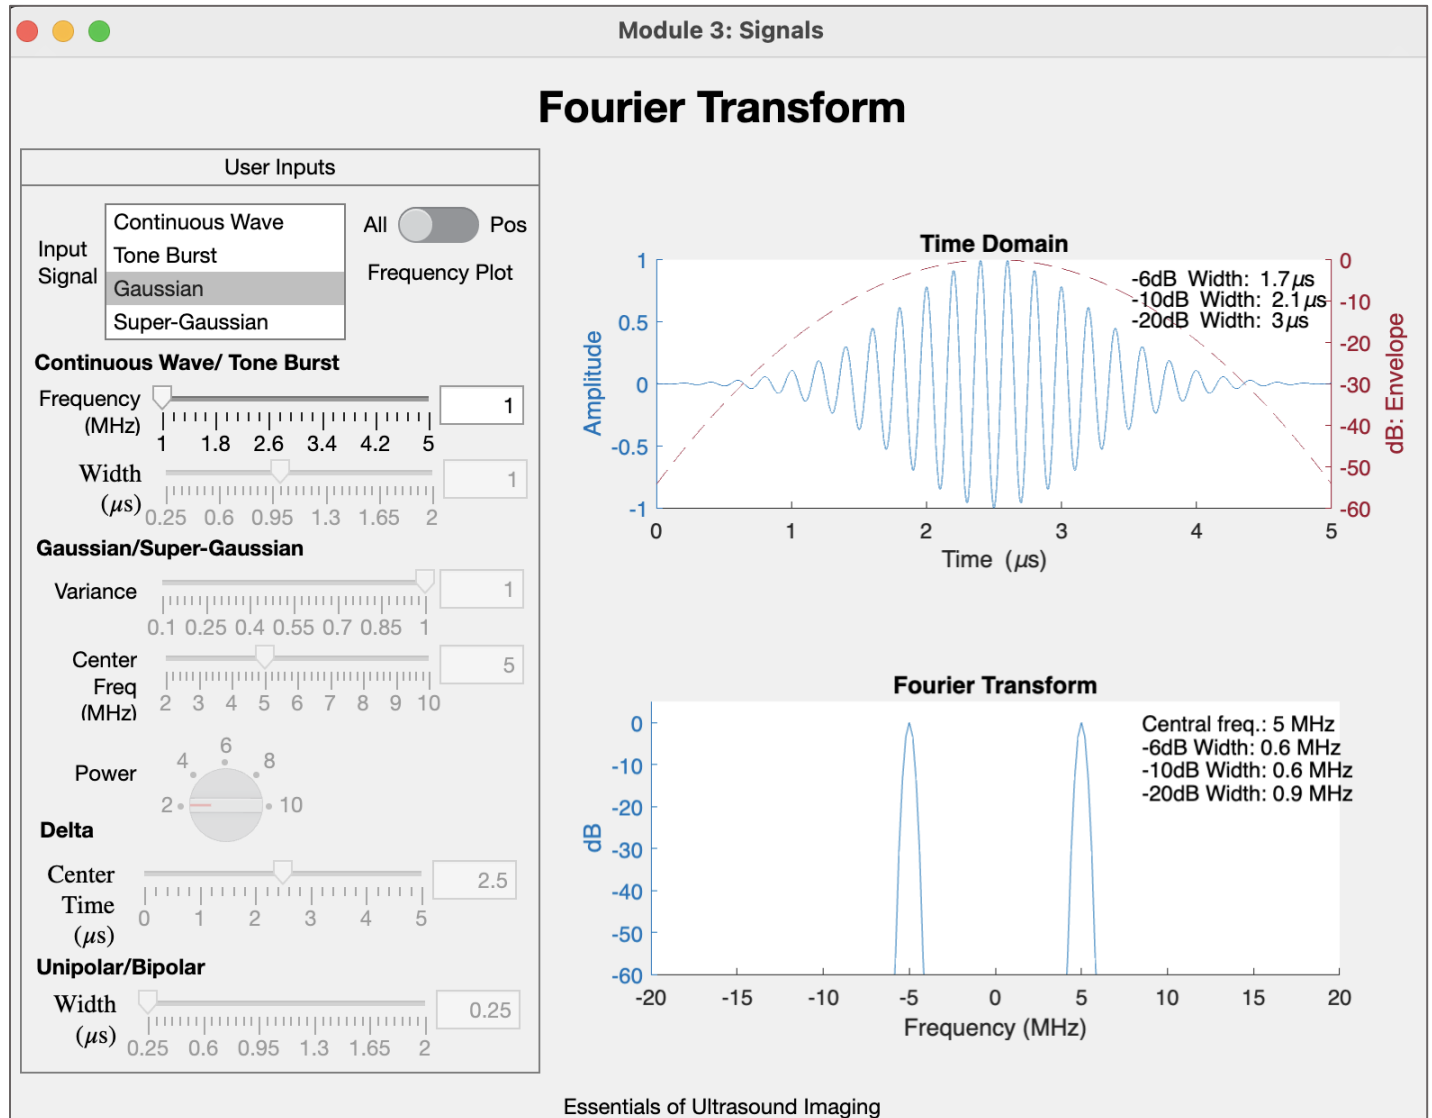 Module 3: Signals
Fourier Transform
User Inputs
Input
Signal
Continuous Wave
Tone Burst
Gaussian
Super-Gaussian
All
Pos
Frequency Plot
Continuous Wave/ Tone Burst
Frequency
(MHz)
1
1 1.8 2.6 3.4 4.2 5
Width
(μs)
1
0.25 0.6 0.95 1.3 1.65 2
Gaussian/Super-Gaussian
Variance
1
0.1 0.25 0.4 0.55 0.7 0.85 1
Center
Freq
(MHz)
5
2 3 4 5 6 7 8 9 10
Power
2 4 6 8 10
Delta
Center
Time
(μs)
2.5
0 1 2 3 4 5
Unipolar/Bipolar
Width
(μs)
0.25
0.25 0.6 0.95 1.3 1.65 2
Time Domain
-6dB Width: 1.7μs
-10dB Width: 2.1μs
-20dB Width: 3μs
Amplitude
1
0.5
0
-0.5
-1
dB: Envelope
0
-10
-20
-30
-40
-50
-60
0 1 2 3 4 5
Time (μs)
Fourier Transform
Central freq.: 5 MHz
-6dB Width: 0.6 MHz
-10dB Width: 0.6 MHz
-20dB Width: 0.9 MHz
dB
0
-10
-20
-30
-40
-50
-60
-20 -15 -10 -5 0 5 10 15 20
Frequency (MHz)
Essentials of Ultrasound Imaging